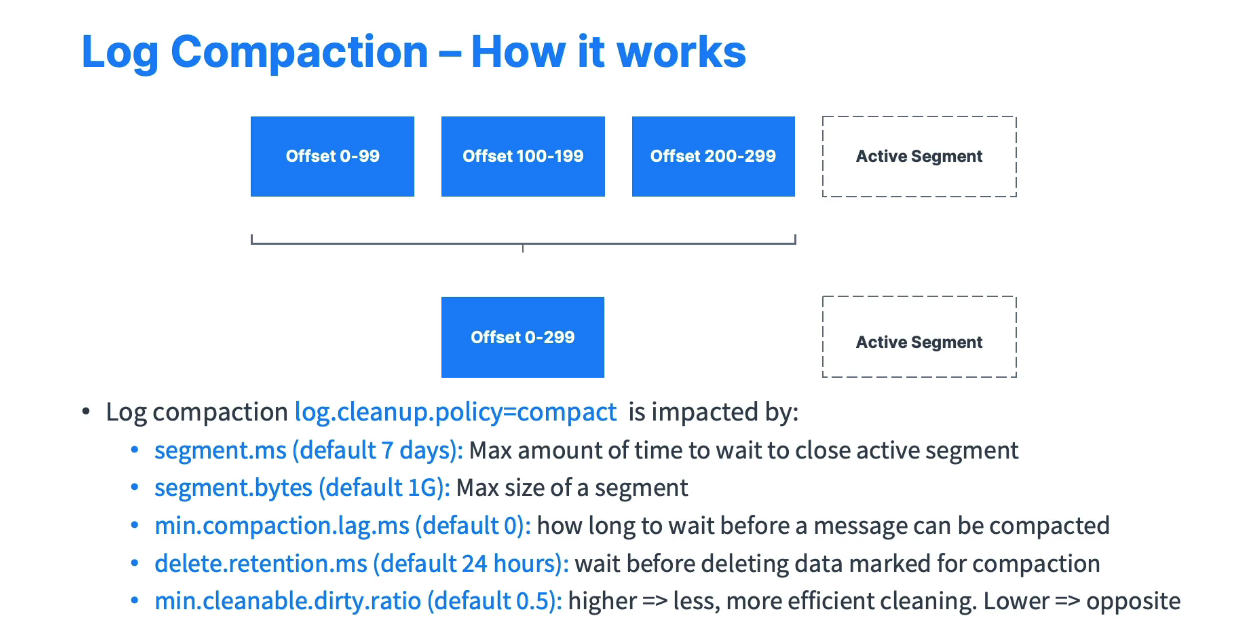 Log Compaction – How it works
Offset 0-99
Offset 100-199
Offset 200-299
Active Segment
Offset 0-299
Active Segment
• Log compaction log.cleanup.policy=compact is impacted by:
• segment.ms (default 7 days): Max amount of time to wait to close active segment
• segment.bytes (default 1G): Max size of a segment
• min.compaction.lag.ms (default 0): how long to wait before a message can be compacted
• delete.retention.ms (default 24 hours): wait before deleting data marked for compaction
• min.cleanable.dirty.ratio (default 0.5): higher => less, more efficient cleaning. Lower => opposite